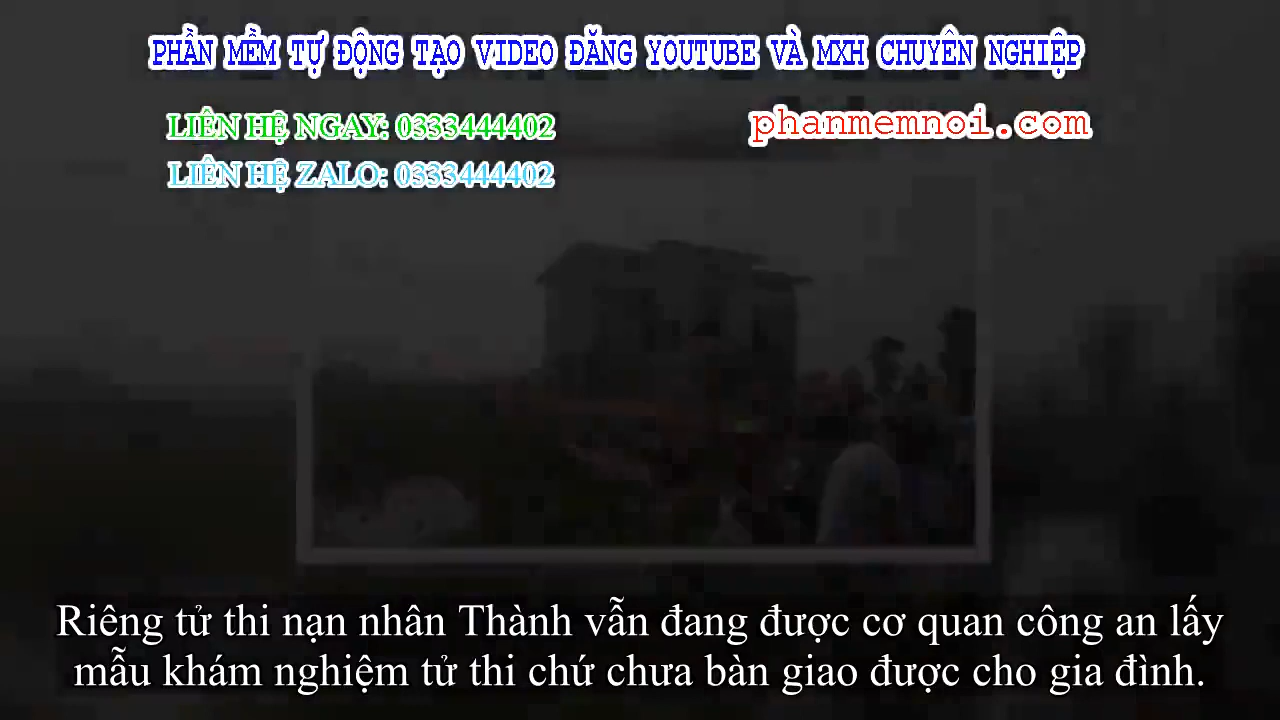 PHẦN MỀM TỰ ĐỘNG TẠO VIDEO ĐĂNG YOUTUBE VÀ MXH CHUYÊN NGHIỆP
LIÊN HỆ NGAY: 0333444402
phanmemnoi.com
LIÊN HỆ ZALO: 0333444402
Riêng tử thi nạn nhân Thành vẫn đang được cơ quan công an lấy
mẫu khám nghiệm tử thi chứ chưa bàn giao được cho gia đình.